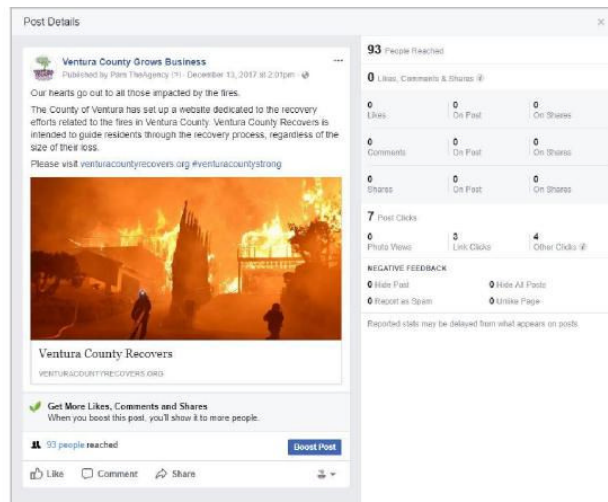 Post Details
Ventura County Grows Business
Published by Pars TheAgency [?] · December 13, 2017 at 2:01pm ·
Our hearts go out to all those impacted by the fires.
The County of Ventura has set up a website dedicated to the recovery
efforts related to the fires in Ventura County. Ventura County Recovers is
intended to guide residents through the recovery process, regardless of the
size of their loss.
Please visit venturacountyrecovers.org #venturacountystrong
Ventura County Recovers
VENTURACOUNTYRECOVERS.ORG
Get More Likes, Comments and Shares
When you boost this post, you'll show it to more people.
93 people reached
Boost Post
Like Comment Share
93 People Reached
0 Likes, Comments & Shares
0 0 0
Likes On Post On Shares
0 0 0
Comments On Post On Shares
0 0 0
Shares On Post On Shares
7 Post Clicks
0 3 4
Photo Views Link Clicks Other Clicks
NEGATIVE FEEDBACK
0 Hide Post 0 Hide All Posts
0 Report as Spam 0 Unlike Page
Reported stats may be delayed from what appears on posts